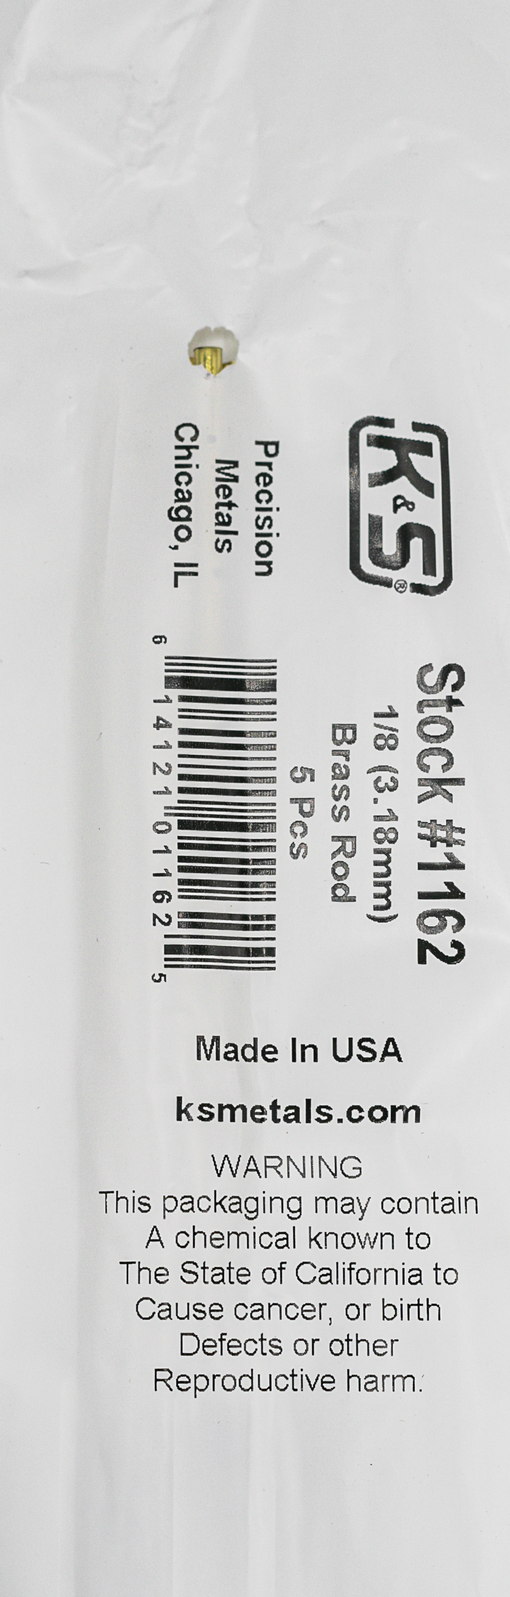 K&S®
Precision
Metals
Chicago, IL
Stock #1162
1/8 (3.18mm)
Brass Rod
5 Pcs
6 14121 01162 5
Made In USA
ksmetals.com
WARNING
This packaging may contain
A chemical known to
The State of California to
Cause cancer, or birth
Defects or other
Reproductive harm.